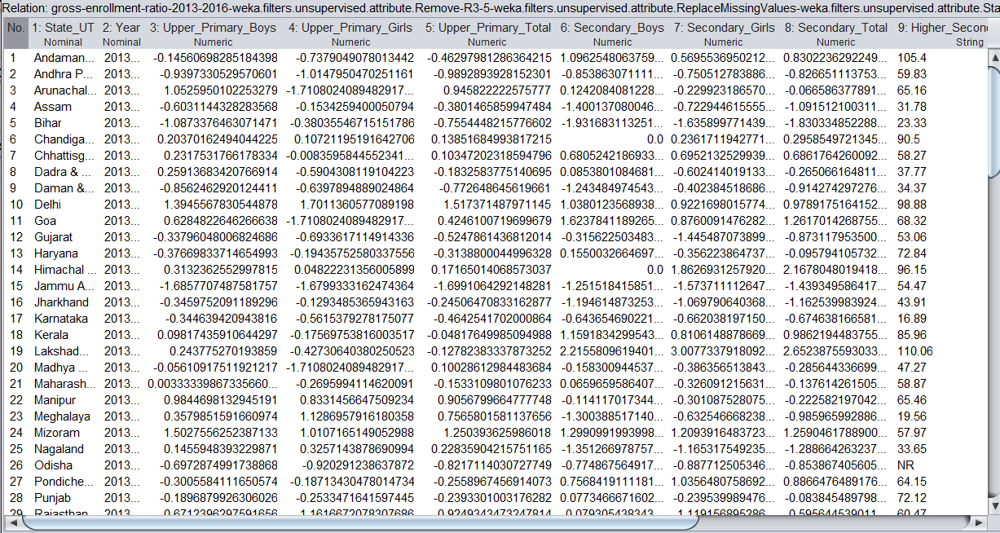 Relation: gross-enrollment-ratio-2013-2016-weka.filters.unsupervised.attribute.Remove-R3-5-weka.filters.unsupervised.attribute.ReplaceMissingValues-weka.filters.unsupervised.attribute.Sta
No. 1: State_UT 2: Year 3: Upper_Primary_Boys 4: Upper_Primary_Girls 5: Upper_Primary_Total 6: Secondary_Boys 7: Secondary_Girls 8: Secondary_Total 9: Higher_Secon
Nominal Nominal Numeric Numeric Numeric Numeric Numeric Numeric String
1 Andaman... 2013... -0.14560698285184398 -0.7379049078013442 -0.46297981286364215 1.0962548063759... 0.5695536950212... 0.8302236292249... 105.4
2 Andhra P... 2013... -0.9397330529570601 -1.0147950470251161 -0.9892893928152301 -0.853863071111... -0.750512783886... -0.826651113753... 59.83
3 Arunachal... 2013... 1.0525950102253279 -1.7108024089482917... 0.945822222575777 0.1242084081228... -0.229923186570... -0.066586377891... 65.16
4 Assam 2013... -0.6031144328283568 -0.1534259400050794 -0.3801465859947484 -1.400137080046... -0.722944615555... -1.091512100311... 31.78
5 Bihar 2013... -1.0873376463071471 -0.38035546715151786 -0.7554448215776602 -1.931683113251... -1.635899771439... -1.830334852288... 23.33
6 Chandiga... 2013... 0.20370162494044225 0.10721195191642706 0.13851684993817215 0.0 0.2361711942771... 0.2958549721345... 90.5
7 Chhattisg... 2013... 0.2317531766178334 -0.0083595844552341... 0.10347202318594796 0.6805242186933... 0.6952132529939... 0.6861764260092... 58.27
8 Dadra & ... 2013... 0.25913683420766914 -0.5904308119104223 -0.1832583775140695 0.0853801084681... -0.602414019133... -0.265066164811... 37.77
9 Daman &... 2013... -0.8562462920124411 -0.6397894889024864 -0.772648645619661 -1.243484974543... -0.402384518686... -0.914274297276... 34.37
10 Delhi 2013... 1.3945567830544878 1.7011360577089198 1.517371487971145 1.0380123568938... 0.9221698015774... 0.9789175164152... 98.88
11 Goa 2013... 0.6284822646266638 -1.7108024089482917... 0.4246100719699679 1.6237841189265... 0.8760091476282... 1.2617014268755... 68.32
12 Gujarat 2013... -0.33796048006824686 -0.6933617114914336 -0.5247861436812014 -0.315622503483... -1.445487073899... -0.873117953500... 53.06
13 Haryana 2013... -0.37669833714654993 -0.19435752580337556 -0.3138800044996328 0.1550032664697... -0.356223864737... -0.095794105732... 72.84
14 Himachal ... 2013... 0.3132362552997815 0.04822231356005899 0.17165014068573037 0.0 1.8626931257920... 2.1678048019418... 96.15
15 Jammu A... 2013... -1.6857707487581757 -1.6799333162474364 -1.6991064292148281 -1.251518415851... -1.573711112647... -1.439349586417... 54.47
16 Jharkhand 2013... -0.3459752091189296 -0.1293485365943163 -0.24506470833162877 -1.194614873253... -1.069790640368... -1.162539983924... 43.91
17 Karnataka 2013... -0.344639420943816 -0.5615379278175077 -0.4642541702000864 -0.643654690221... -0.662038197150... -0.674638166581... 16.89
18 Kerala 2013... 0.09817435910644297 -0.17569753816003517 -0.04817649985094988 1.1591834299543... 0.8106148878669... 0.9862194483755... 85.96
19 Lakshad... 2013... 0.243775270193859 -0.42730640380250523 -0.12782383337873252 2.2155809619401... 3.0077337918092... 2.6523875593033... 110.06
20 Madhya ... 2013... -0.05610917511921217 -1.7108024089482917... 0.10028612984483684 -0.158300944537... -0.386356513843... -0.285644336699... 47.27
21 Maharash... 2013... 0.00333339867335660... -0.2695994114620091 -0.1533109801076233 0.0659659586407... -0.326091215631... -0.137614261505... 58.87
22 Manipur 2013... 0.9844698132945191 0.8331456647509234 0.9056799664777748 -0.114117017344... -0.301087528075... -0.222582197042... 65.46
23 Meghalaya 2013... 0.3579851591660974 1.1286957916180358 0.7565801581137656 -1.300388517140... -0.632546668238... -0.985965992886... 19.56
24 Mizoram 2013... 1.5027556252387133 1.0107165149052988 1.250393625986018 1.2990991993998... 1.2093916483723... 1.2590461788900... 57.97
25 Nagaland 2013... 0.1455948393229871 0.3257143878690994 0.22835904215751165 -1.351266978757... -1.165317549235... -1.288664263237... 33.65
26 Odisha 2013... -0.6972874991738868 -0.920291238637872 -0.8217114030727749 -0.774867564917... -0.887712505346... -0.853867405605... NR
27 Pondiche... 2013... -0.3005584111650574 -0.18713430478014734 -0.2558967456914073 0.7568419111181... 1.0356480758692... 0.8866476489176... 64.15
28 Punjab 2013... -0.1896879926306026 -0.2533471641597445 -0.2393301003176282 0.0773466671602... -0.239539989476... -0.083845489798... 72.12
29 Rajasthan 2013... 0.6712396297591656 1.1616672078307686 0.9249343473247814 0.079305438343... 1.119156895286... 0.595644539011... 60.47